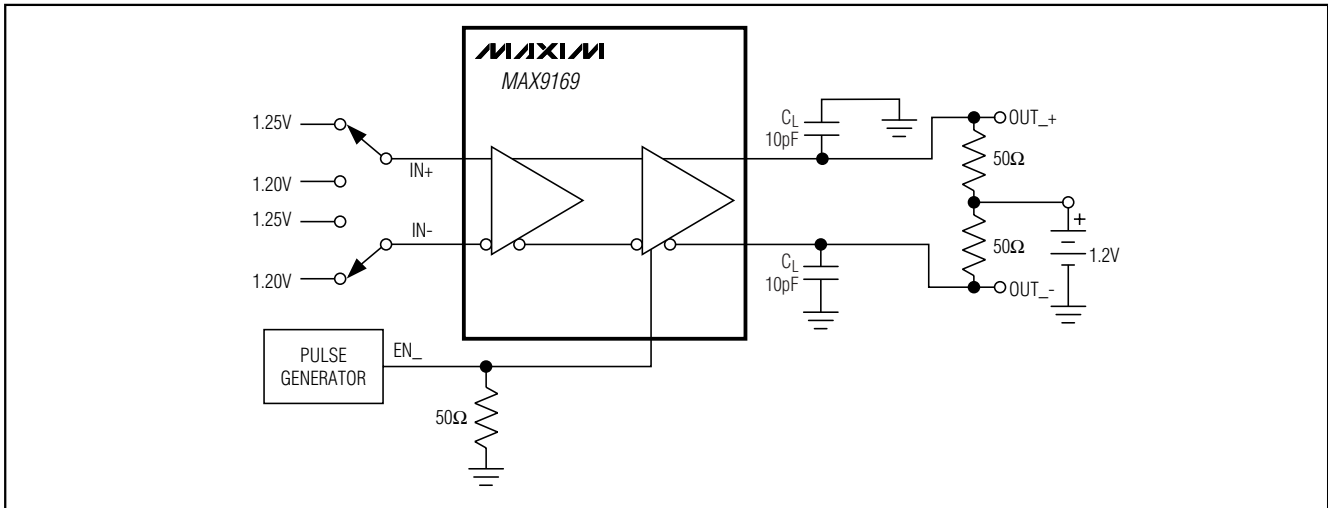 MAXIM
MAX9169
1.25V
1.20V
1.25V
1.20V
IN+
IN-
CL
10pF
CL
10pF
OUT_+
50Ω
50Ω
+
1.2V
OUT_-
PULSE
GENERATOR
EN_
50Ω